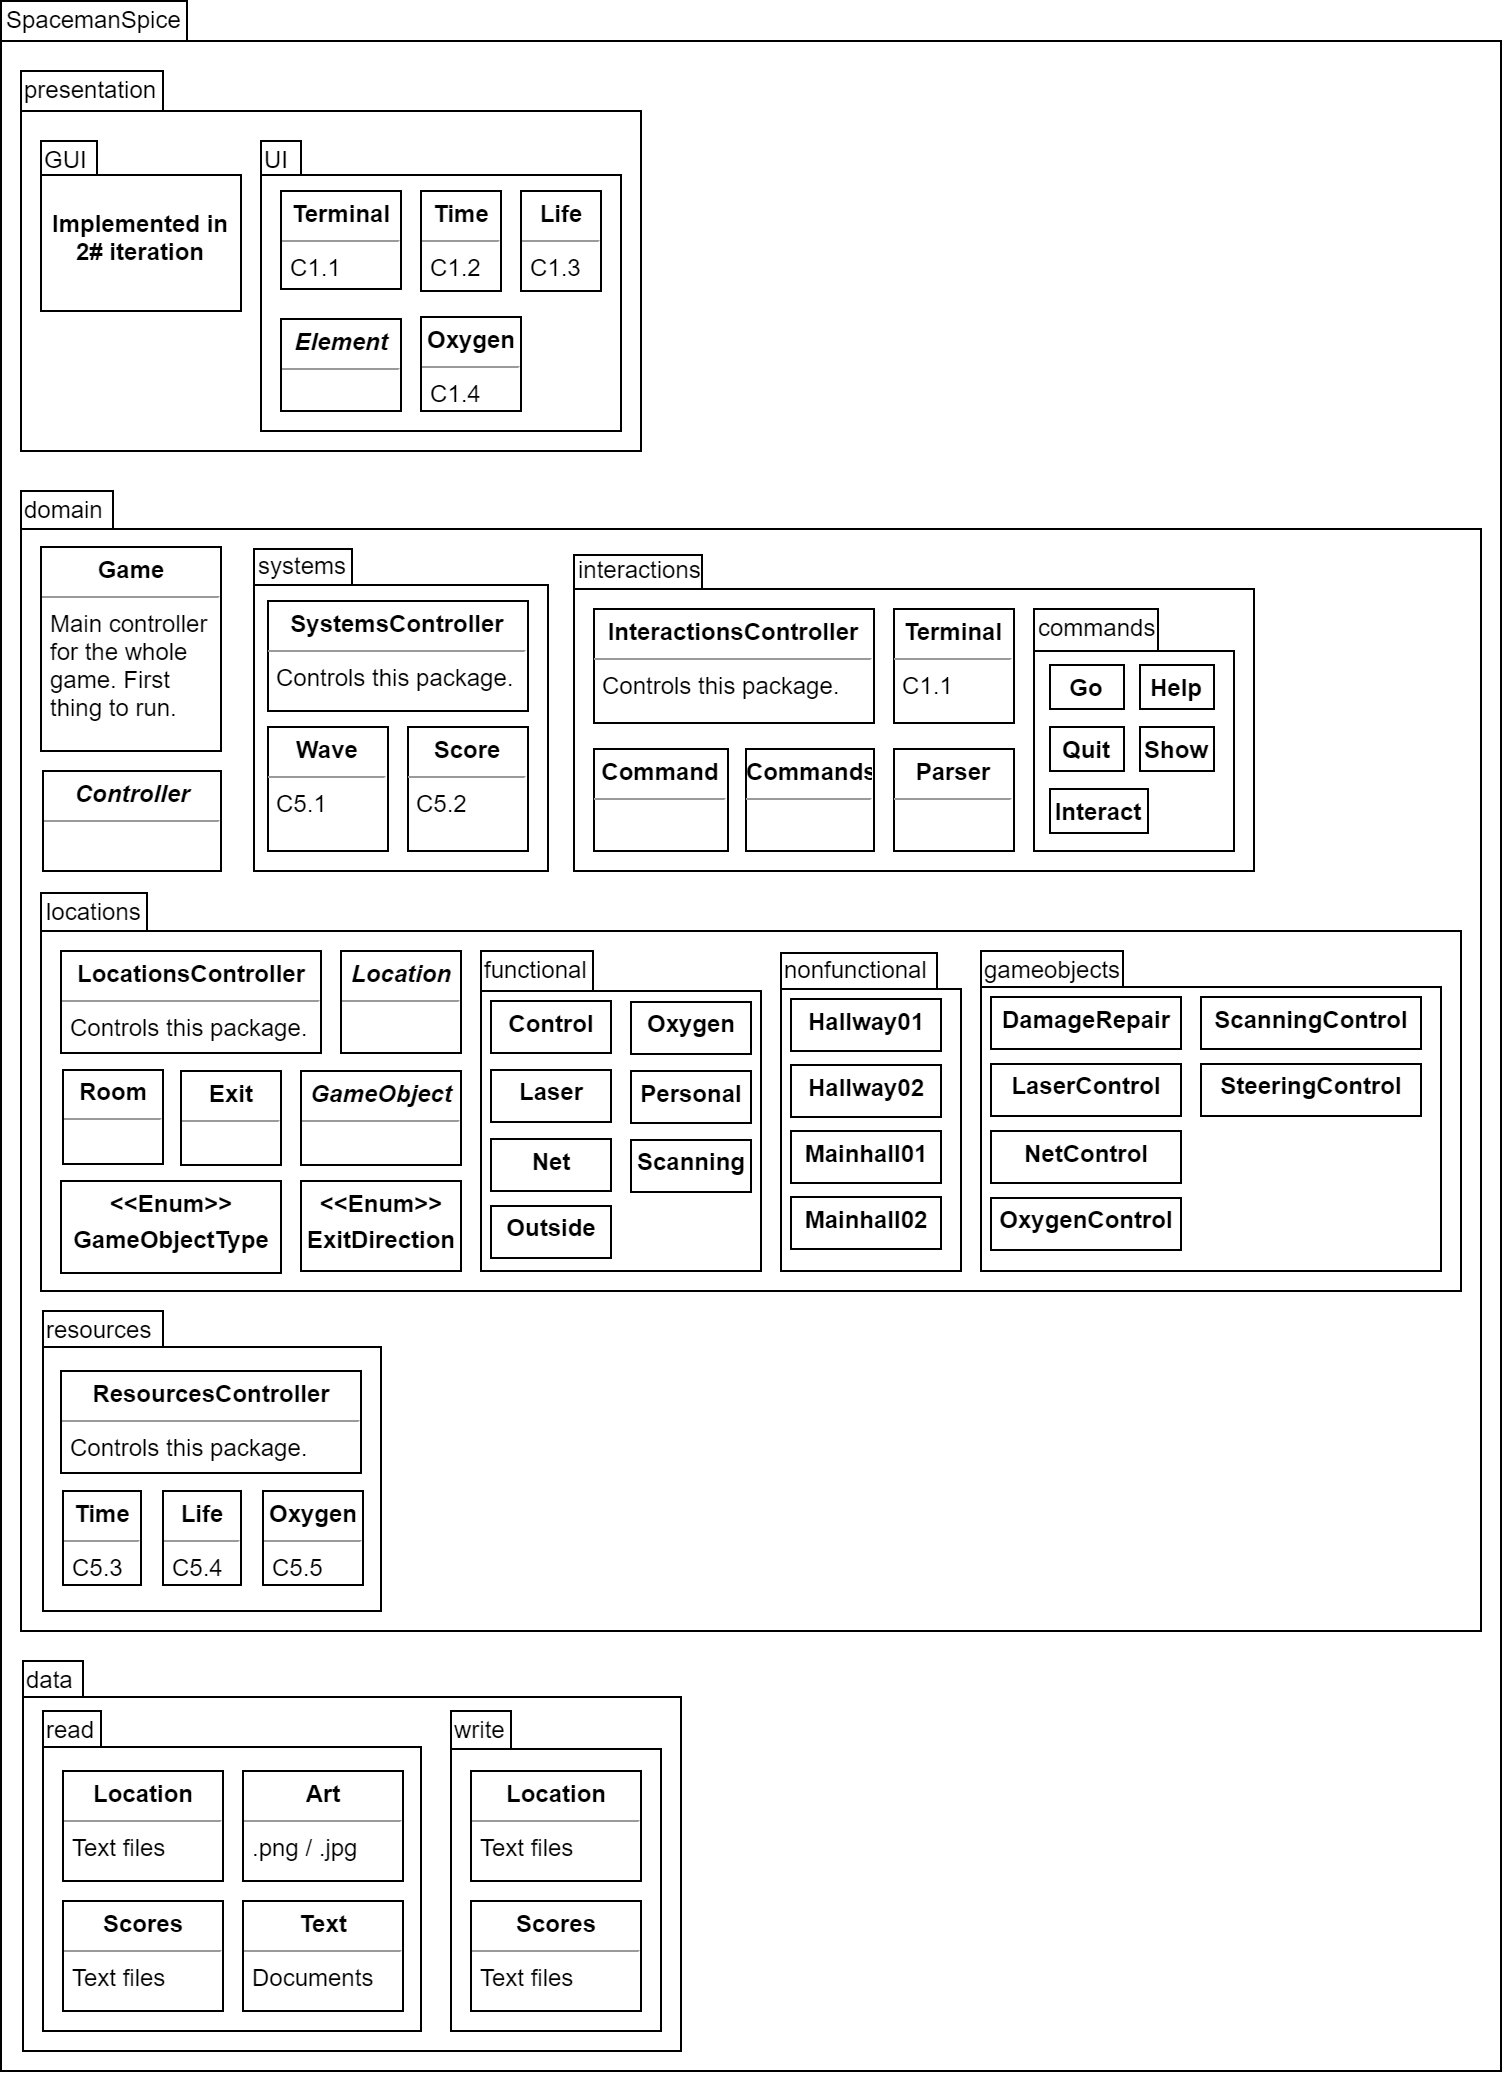 SpacemanSpice
presentation
GUI
Implemented in
2# iteration
UI
Terminal
C1.1
Time
C1.2
Life
C1.3
Element
Oxygen
C1.4
domain
Game
Main controller
for the whole
game. First
thing to run.
Controller
systems
SystemsController
Controls this package.
Wave
C5.1
Score
C5.2
interactions
InteractionsController
Controls this package.
Terminal
C1.1
Command
Commands
Parser
commands
Go
Help
Quit
Show
Interact
locations
LocationsController
Controls this package.
Location
Room
Exit
GameObject
<<Enum>>
GameObjectType
<<Enum>>
ExitDirection
functional
Control
Oxygen
Laser
Personal
Net
Scanning
Outside
nonfunctional
Hallway01
Hallway02
Mainhall01
Mainhall02
gameobjects
DamageRepair
ScanningControl
LaserControl
SteeringControl
NetControl
OxygenControl
resources
ResourcesController
Controls this package.
Time
C5.3
Life
C5.4
Oxygen
C5.5
data
read
Location
Text files
Art
.png / .jpg
Scores
Text files
Text
Documents
write
Location
Text files
Scores
Text files